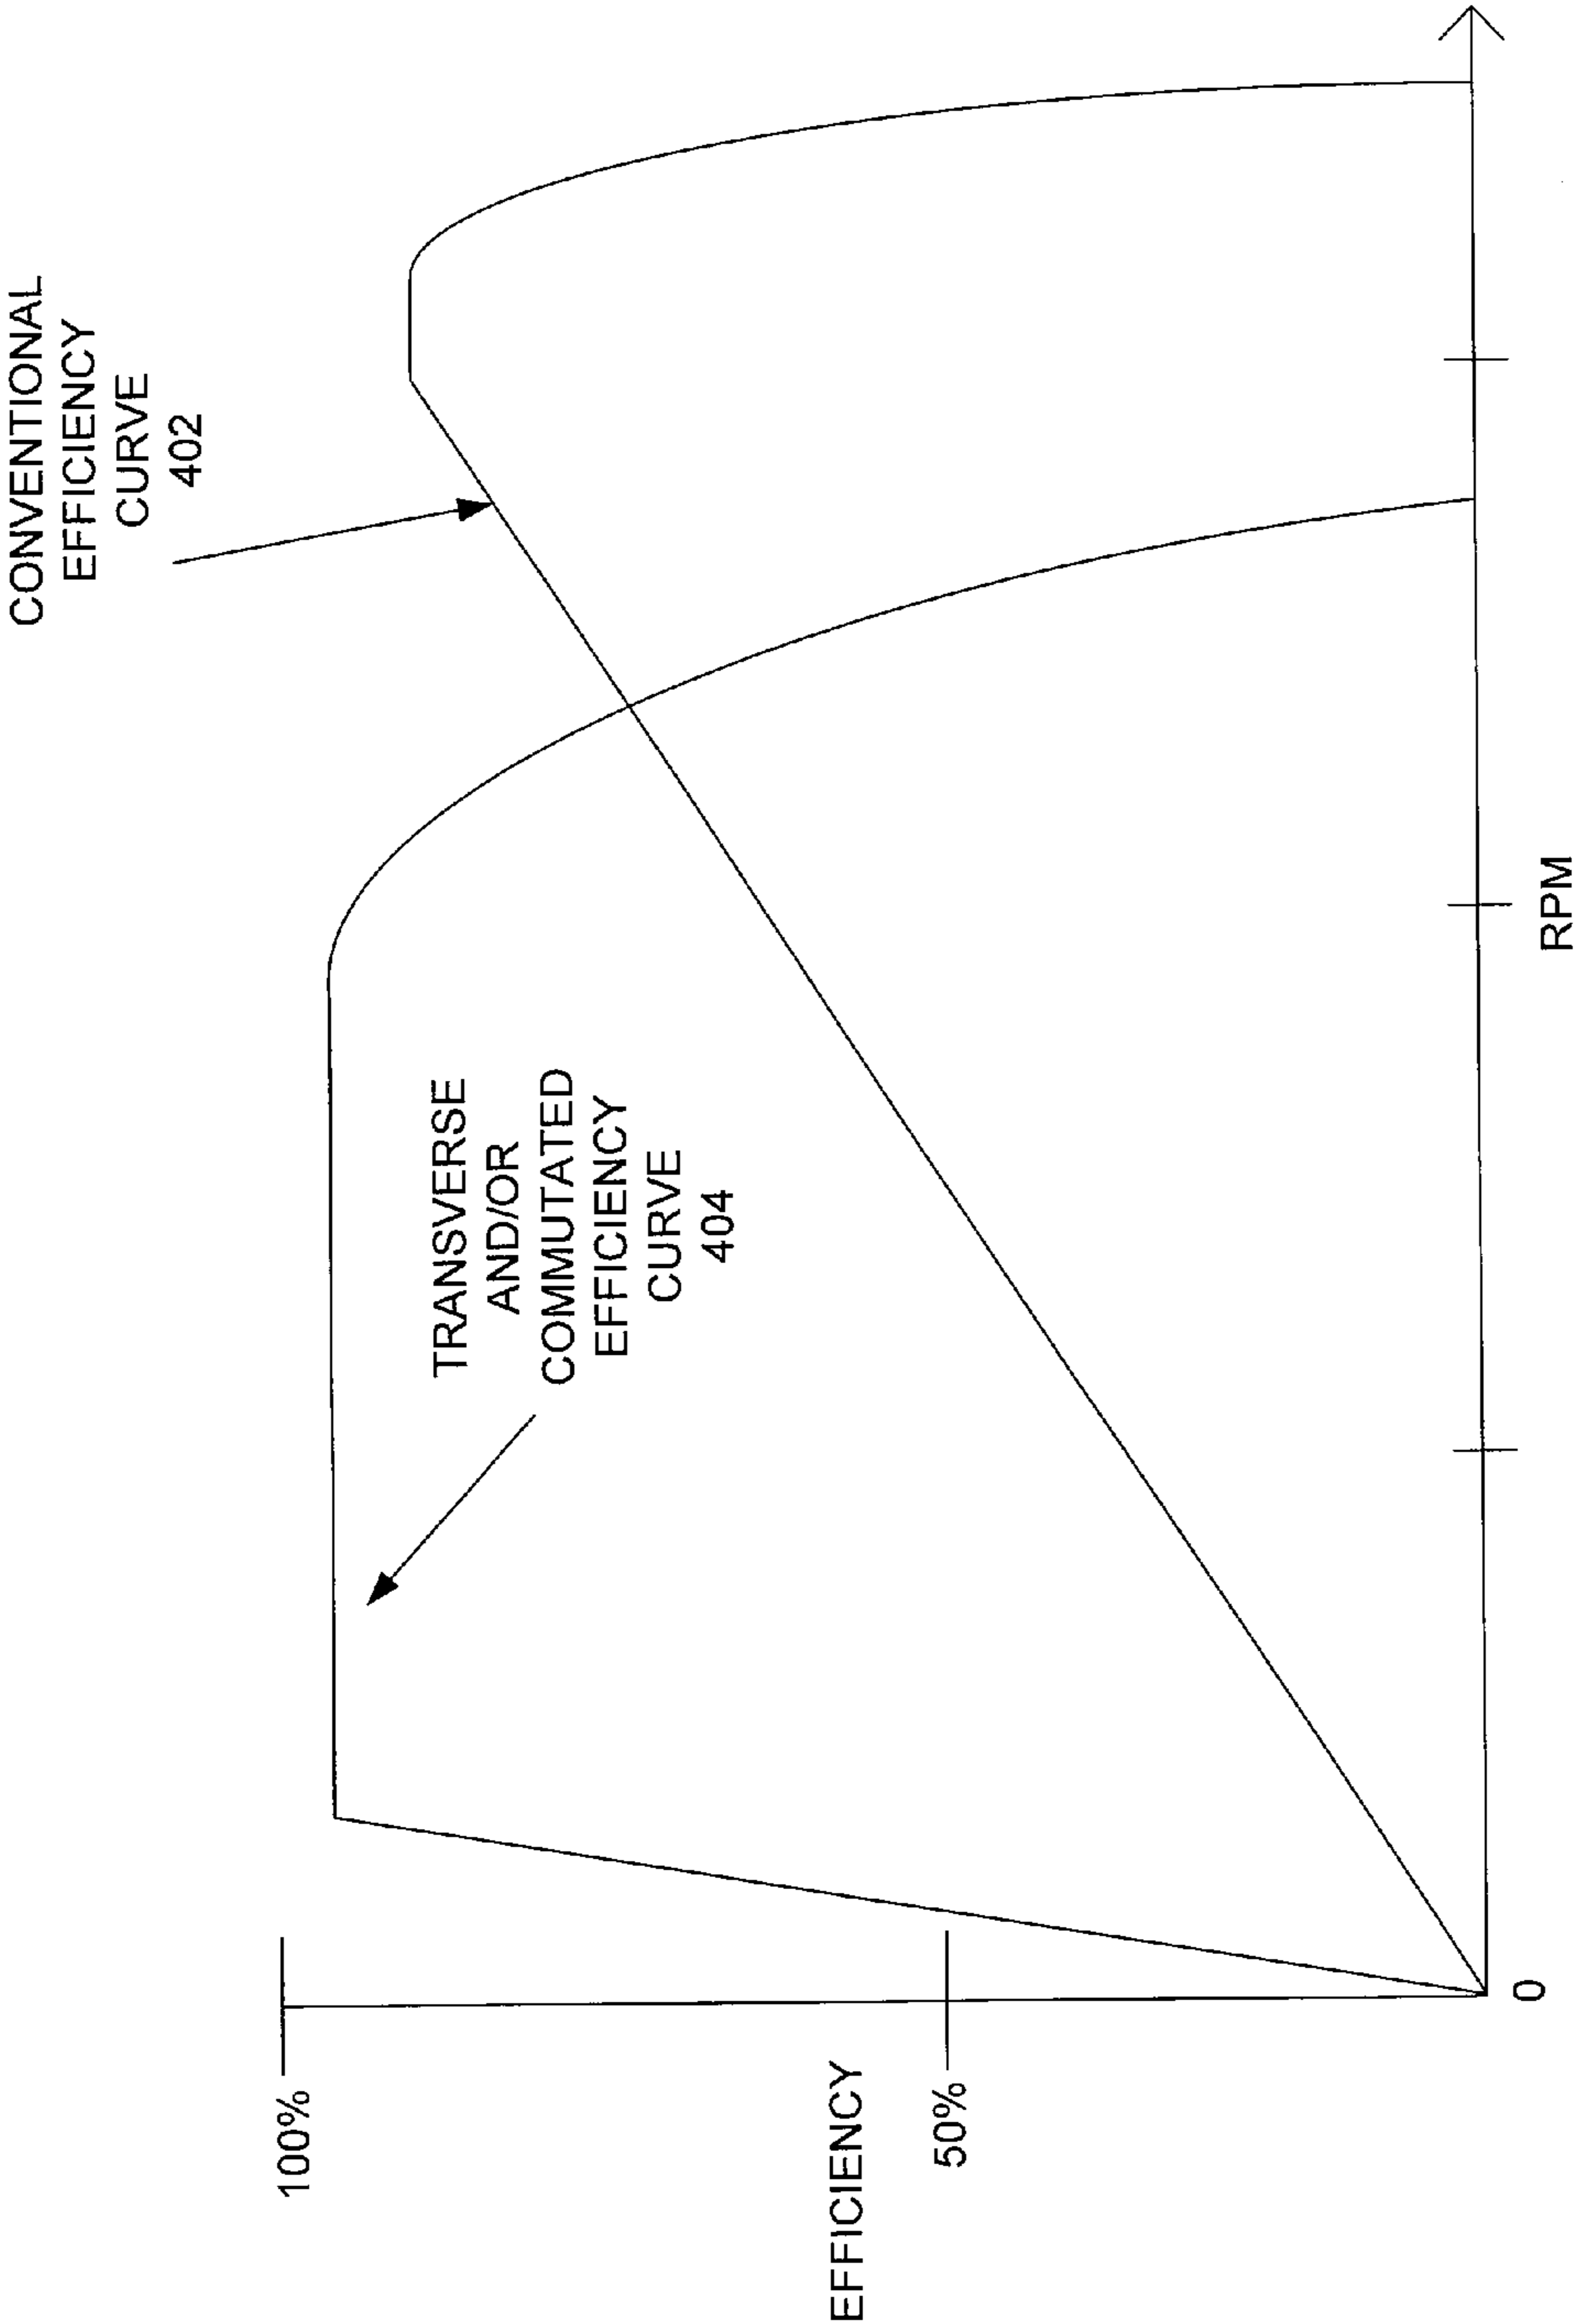 CONVENTIONAL
EFFICIENCY
CURVE
402
100%
TRANSVERSE
AND/OR
COMMUTATED
EFFICIENCY
CURVE
404
EFFICIENCY
50%
0
RPM